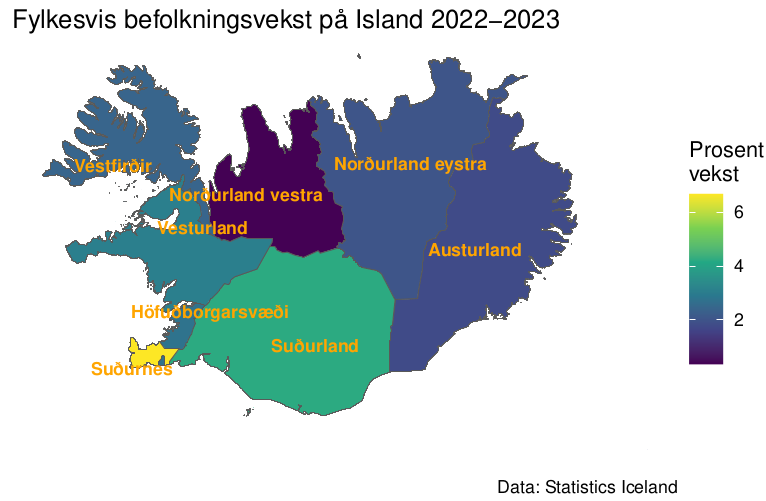 Fylkesvis befolkningsvekst på Island 2022−2023
Prosent
vekst
6
4
2
Vestfirðir
Norðurland eystra
Norðurland vestra
Vesturland
Austurland
Höfuðborgarsvæði
Suðurland
Suðurnes
Data: Statistics Iceland